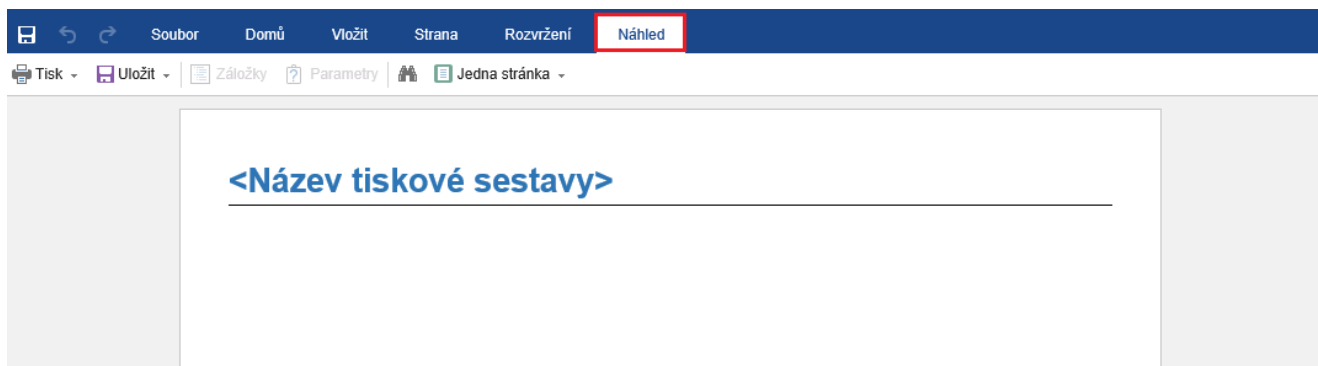 Soubor Domů Vložit Strana Rozvržení Náhled
Tisk Uložit Záložky Parametry Jedna stránka
<Název tiskové sestavy>